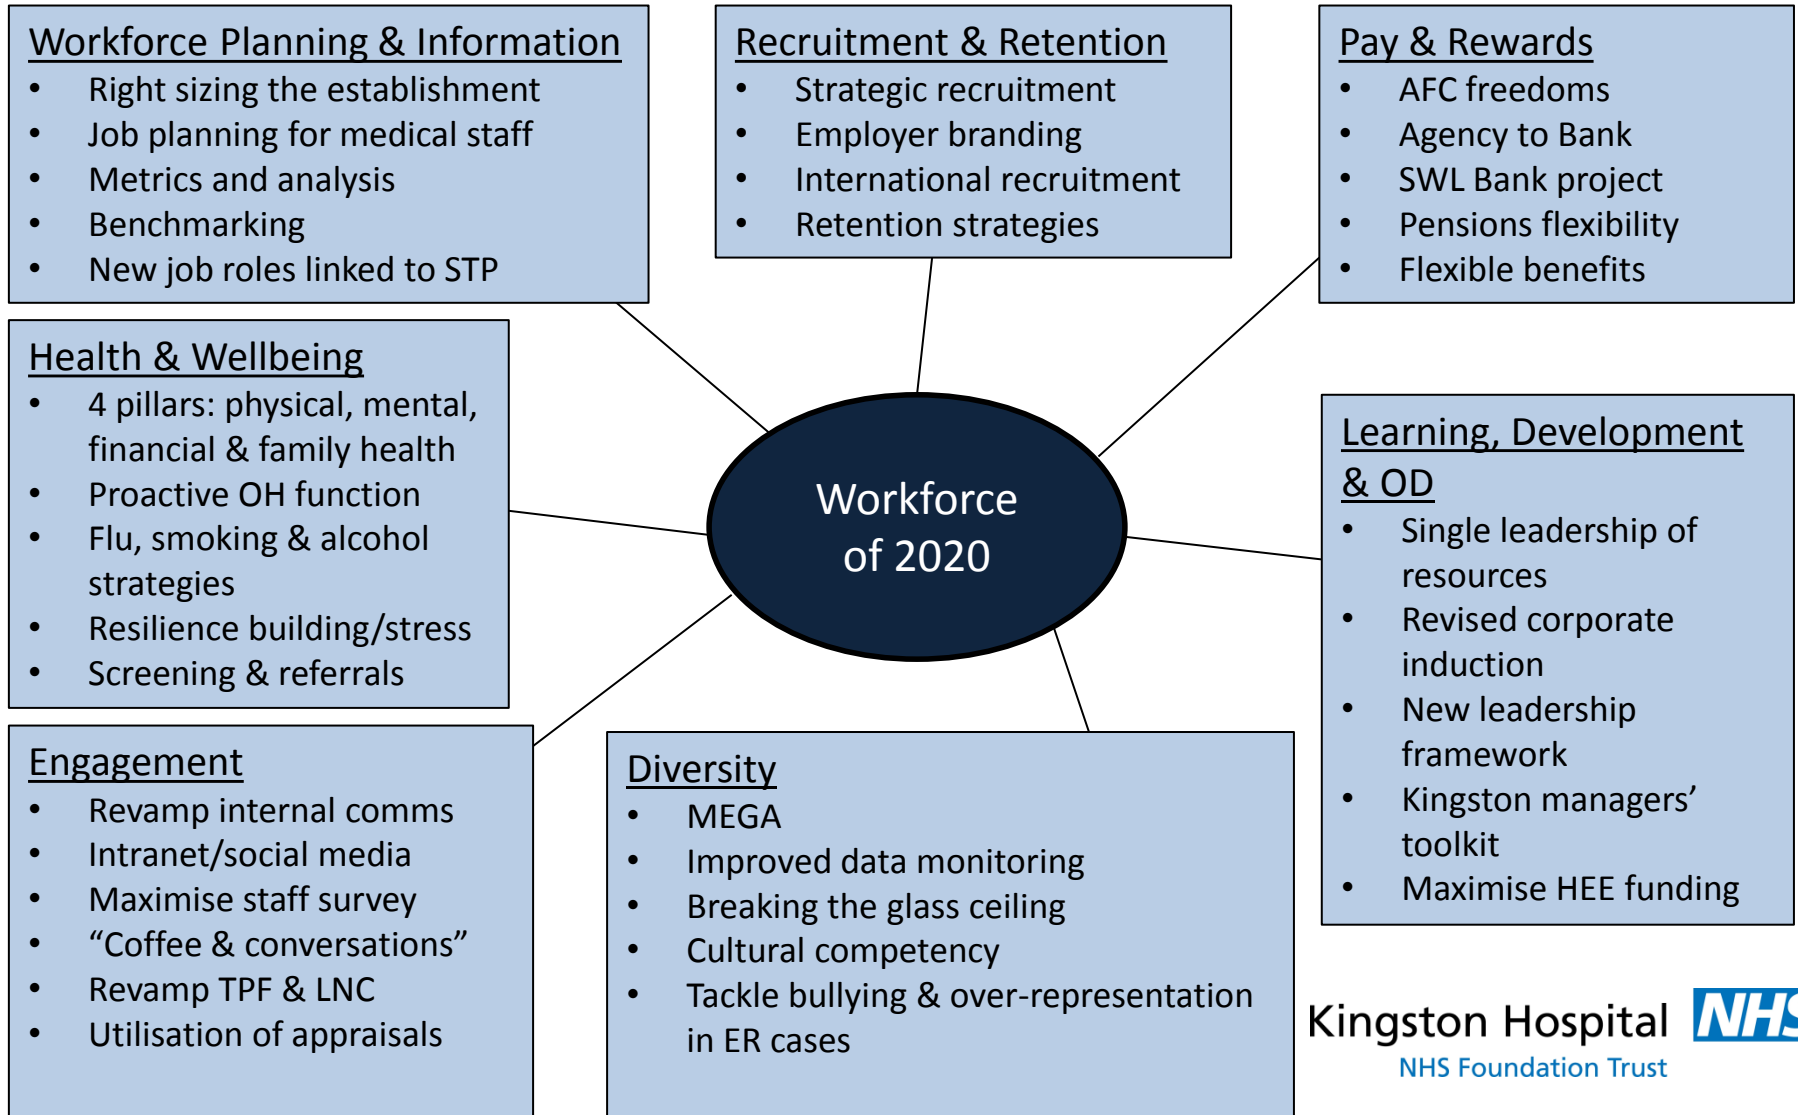 Workforce Planning & Information
• Right sizing the establishment
• Job planning for medical staff
• Metrics and analysis
• Benchmarking
• New job roles linked to STP
Recruitment & Retention
• Strategic recruitment
• Employer branding
• International recruitment
• Retention strategies
Pay & Rewards
• AFC freedoms
• Agency to Bank
• SWL Bank project
• Pensions flexibility
• Flexible benefits
Health & Wellbeing
• 4 pillars: physical, mental,
financial & family health
• Proactive OH function
• Flu, smoking & alcohol
strategies
• Resilience building/stress
• Screening & referrals
Workforce
of 2020
Learning, Development
& OD
• Single leadership of
resources
• Revised corporate
induction
• New leadership
framework
• Kingston managers’
toolkit
• Maximise HEE funding
Engagement
• Revamp internal comms
• Intranet/social media
• Maximise staff survey
• “Coffee & conversations”
• Revamp TPF & LNC
• Utilisation of appraisals
Diversity
• MEGA
• Improved data monitoring
• Breaking the glass ceiling
• Cultural competency
• Tackle bullying & over-representation
in ER cases
Kingston Hospital NHS
NHS Foundation Trust